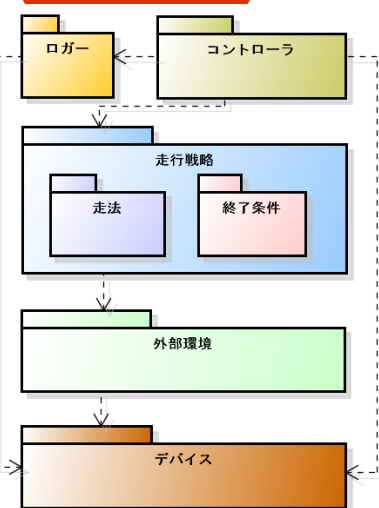 ロガー
コントローラ
走行戦略
走法
終了条件
外部環境
デバイス